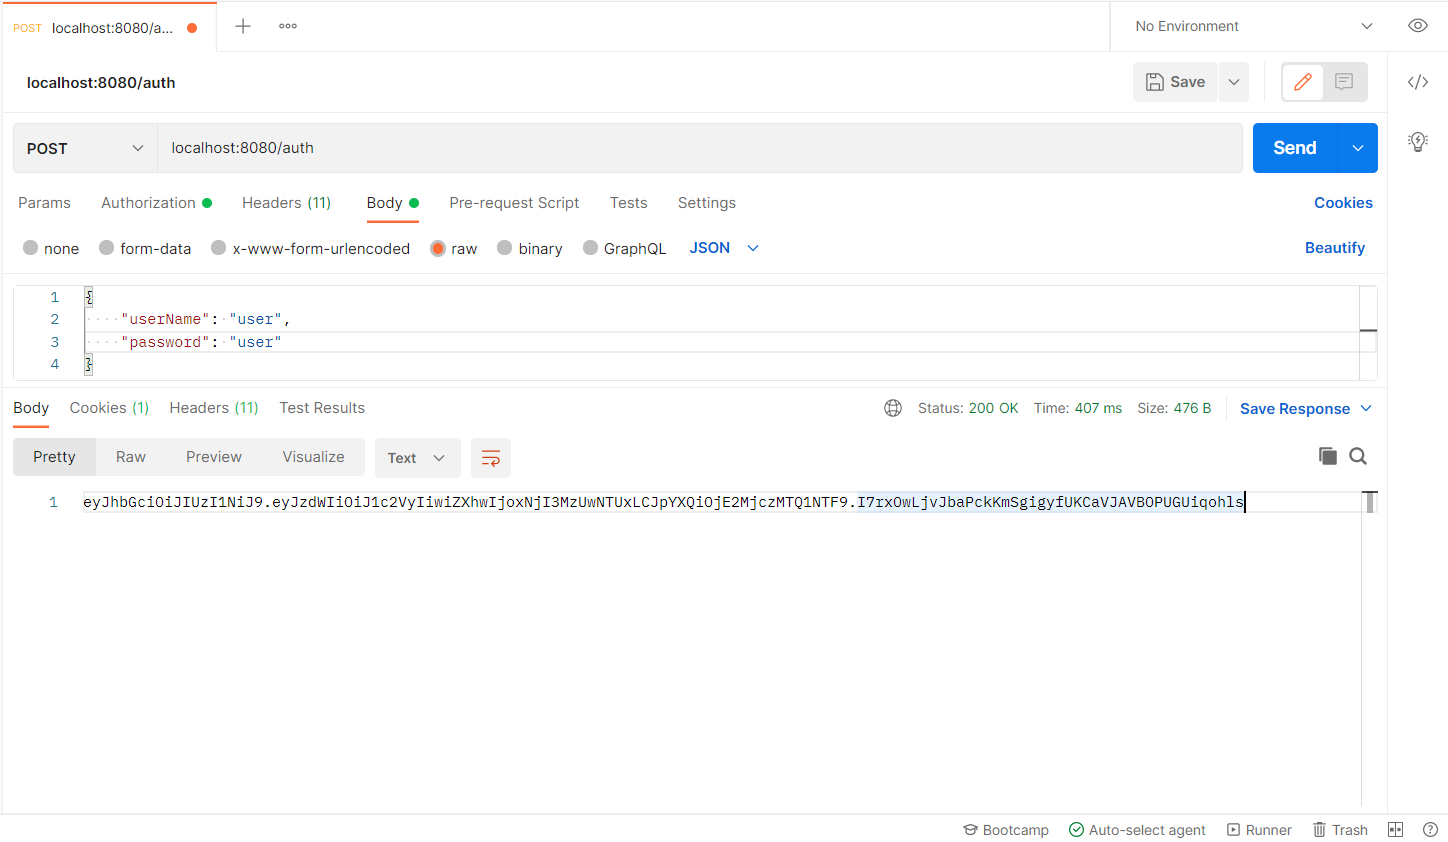 POST localhost:8080/a...
No Environment
localhost:8080/auth
Save
POST localhost:8080/auth
Send
Params Authorization Headers (11) Body Pre-request Script Tests Settings Cookies
none form-data x-www-form-urlencoded raw binary GraphQL JSON Beautify
1 {
2 "userName": "user",
3 "password": "user"
4 }
Body Cookies (1) Headers (11) Test Results Status: 200 OK Time: 407 ms Size: 476 B Save Response
Pretty Raw Preview Visualize Text
1 eyJhbGciOiJIUzI1NiJ9.eyJzdWIiOiJ1c2VyIiwiZXhwIjoxNjI3MzUwNTUxLCJpYXQiOjE2MjczMTQ1NTF9.I7rxOwLjvJbaPckKmSgigyfUKCaVJAVBOPUGUiqohls
Bootcamp Auto-select agent Runner Trash